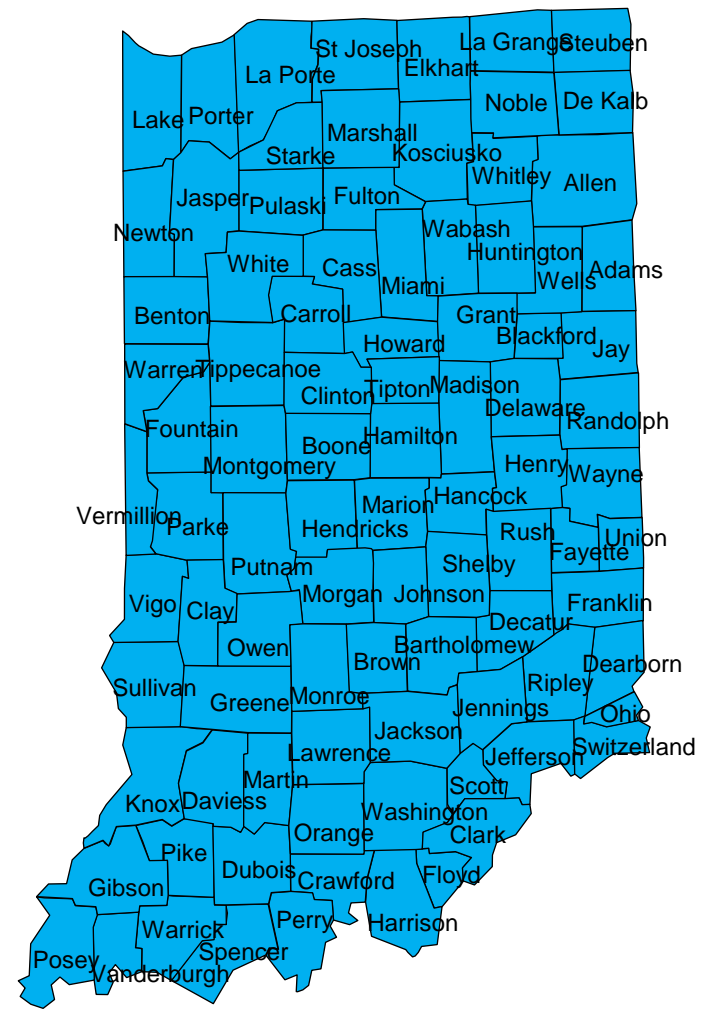 La Grange
Steuben
St Joseph
Elkhart
La Porte
Noble
De Kalb
Lake
Porter
Marshall
Kosciusko
Starke
Whitley
Allen
Jasper
Pulaski
Fulton
Newton
Wabash
Huntington
White
Cass
Miami
Wells
Adams
Benton
Carroll
Grant
Blackford
Howard
Jay
Warren
Tippecanoe
Clinton
Tipton
Madison
Delaware
Randolph
Fountain
Boone
Hamilton
Montgomery
Henry
Wayne
Vermillion
Parke
Hendricks
Marion
Hancock
Rush
Fayette
Union
Putnam
Shelby
Vigo
Clay
Morgan
Johnson
Franklin
Decatur
Owen
Brown
Bartholomew
Dearborn
Sullivan
Greene
Monroe
Ripley
Jennings
Ohio
Jackson
Lawrence
Jefferson
Switzerland
Martin
Scott
Knox
Daviess
Washington
Orange
Clark
Pike
Dubois
Crawford
Floyd
Gibson
Perry
Harrison
Warrick
Spencer
Posey
Vanderburgh